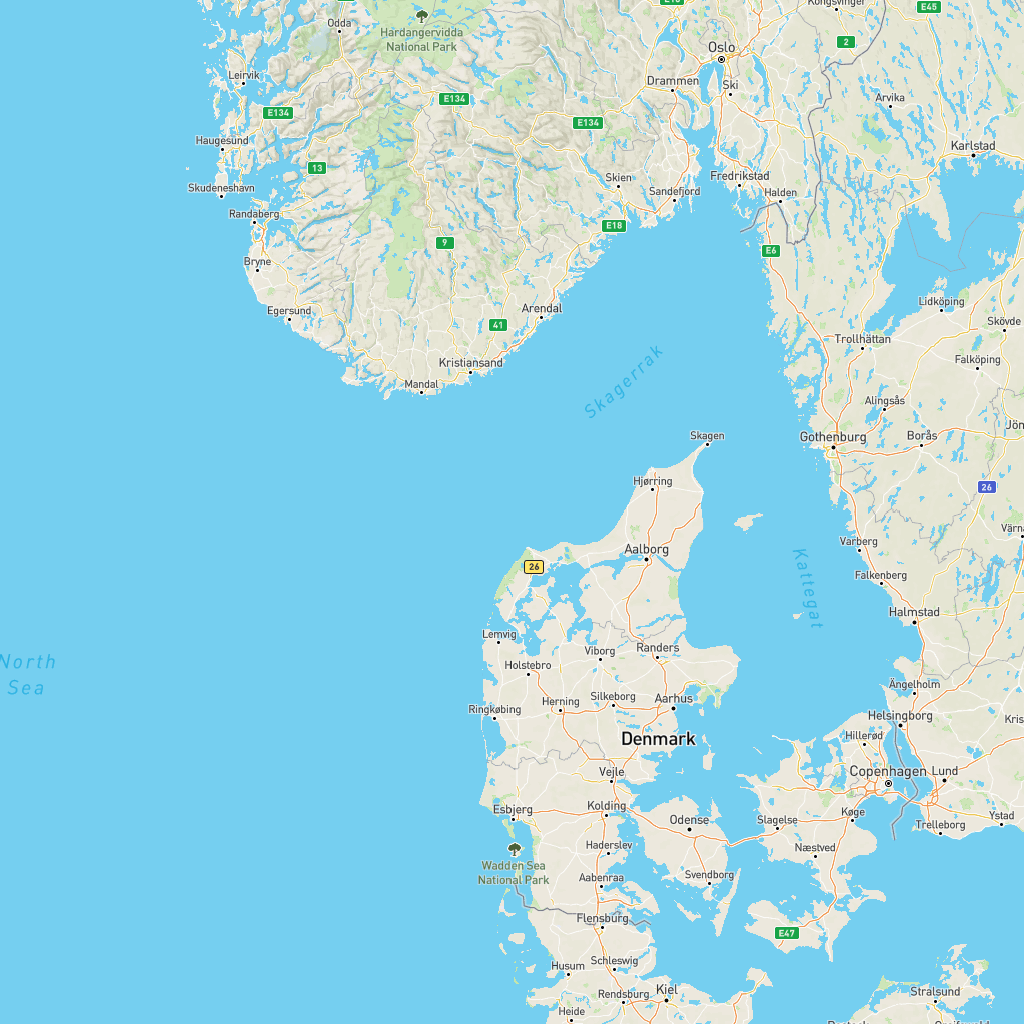 E45
Kongsvinger
Odda
Hardangervidda
National Park
2
Oslo
Leirvik
Drammen
Ski
E134
E134
Arvika
E134
Haugesund
Karlstad
13
Skien
Fredrikstad
Skudeneshavn
Sandefjord
Halden
Randaberg
E18
9
E6
Bryne
Lidköping
Egersund
Arendal
41
Skövde
Trollhättan
Kristiansand
Falköping
Skagerrak
Mandal
Alingsås
Skagen
Gothenburg
Borås
Hjørring
26
Varberg
Aalborg
26
Falkenberg
Kattegat
Halmstad
Lemvig
Viborg
Randers
North
Sea
Holstebro
Ängelholm
Silkeborg
Aarhus
Herning
Ringkøbing
Helsingborg
Denmark
Hillerød
Vejle
Copenhagen
Lund
Esbjerg
Kolding
Odense
Slagelse
Køge
Ystad
Trelleborg
Haderslev
Næstved
Wadden Sea
National Park
Aabenraa
Svendborg
Flensburg
E47
Schleswig
Husum
Kiel
Stralsund
Rendsburg
Heide